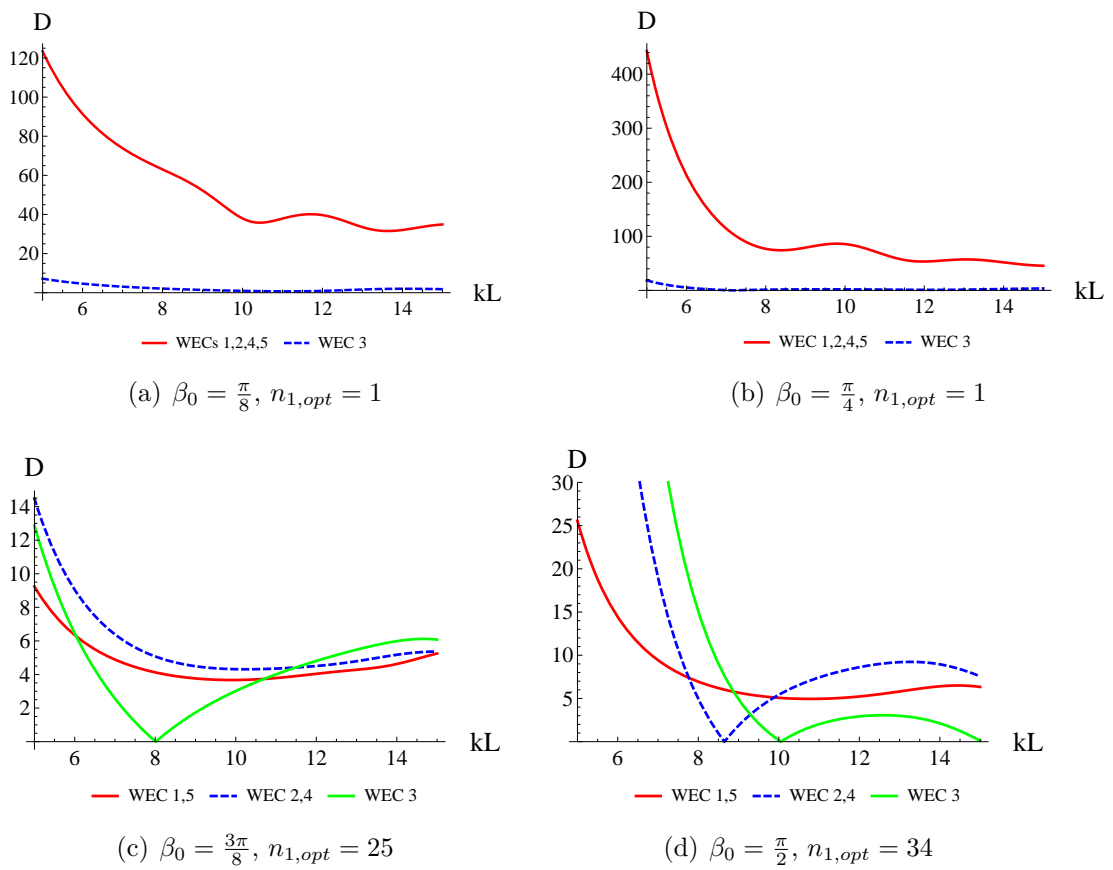 D
120
100
80
60
40
20
6 8 10 12 14
kL
WECs 1,2,4,5 WEC 3
(a) β₀ = π/8, n₁,ₒₚₜ = 1
D
400
300
200
100
6 8 10 12 14
kL
WEC 1,2,4,5 WEC 3
(b) β₀ = π/4, n₁,ₒₚₜ = 1
D
14
12
10
8
6
4
2
6 8 10 12 14
kL
WEC 1,5 WEC 2,4 WEC 3
(c) β₀ = 3π/8, n₁,ₒₚₜ = 25
D
30
25
20
15
10
5
6 8 10 12 14
kL
WEC 1,5 WEC 2,4 WEC 3
(d) β₀ = π/2, n₁,ₒₚₜ = 34